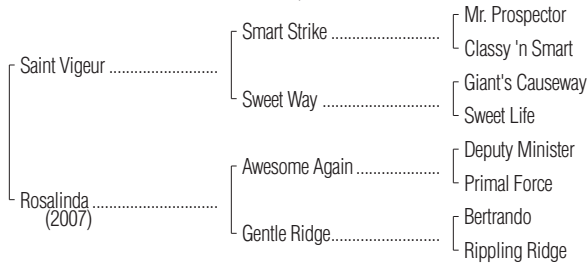 Mr. Prospector
Smart Strike ........................
Classy 'n Smart
Saint Vigeur ........................
Giant's Causeway
Sweet Way ..........................
Sweet Life
Deputy Minister
Awesome Again ...................
Primal Force
Rosalinda ...........................
(2007)
Bertrando
Gentle Ridge.........................
Rippling Ridge